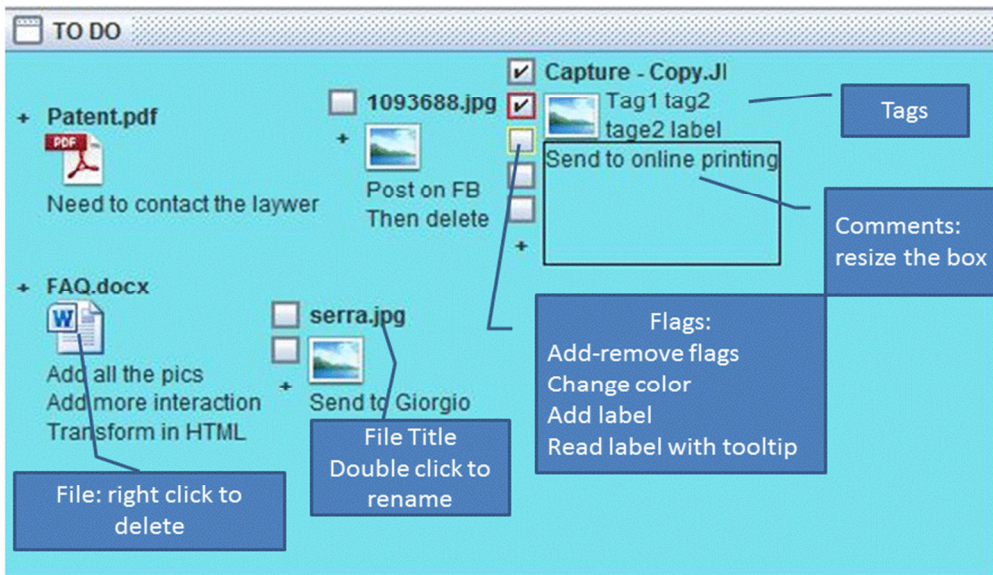 TO DO
Patent.pdf
PDF
Need to contact the laywer
1093688.jpg
Post on FB
Then delete
Capture - Copy.JI
Tag1 tag2
tage2 label
Send to online printing
Tags
Comments:
resize the box
FAQ.docx
W
Add all the pics
Add more interaction
Transform in HTML
serra.jpg
Send to Giorgio
Flags:
Add-remove flags
Change color
Add label
Read label with tooltip
File Title
Double click to
rename
File: right click to
delete